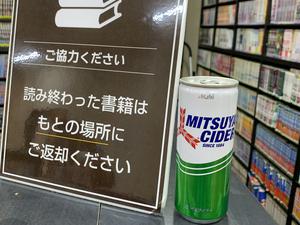 ご協力ください
読み終わった書籍は
もとの場所に
ご返却ください
Asahi
MITSUYA
CIDER
SINCE 1884